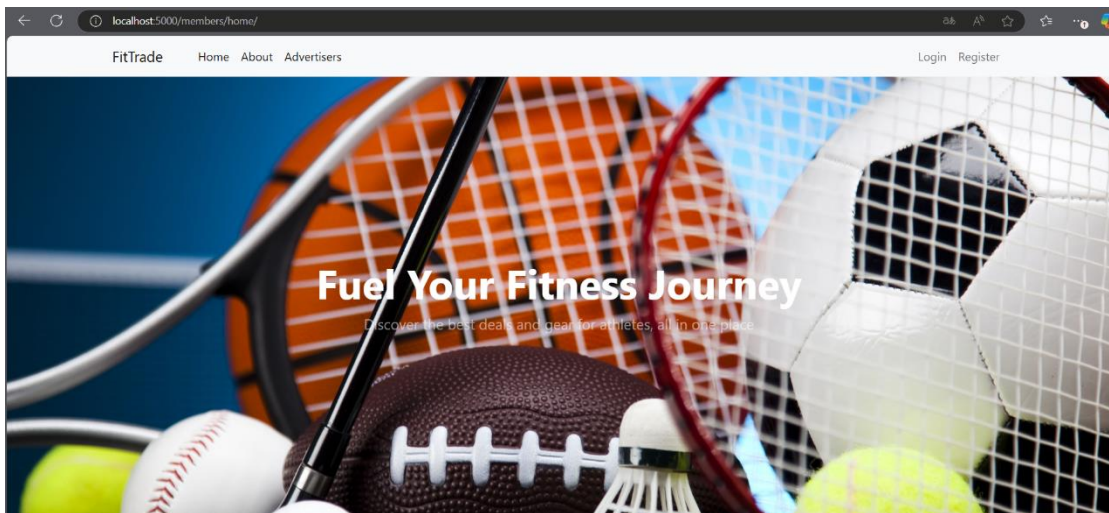 localhost:5000/members/home/
FitTrade Home About Advertisers Login Register
Fuel Your Fitness Journey
Discover the best deals and gear for athletes, all in one place